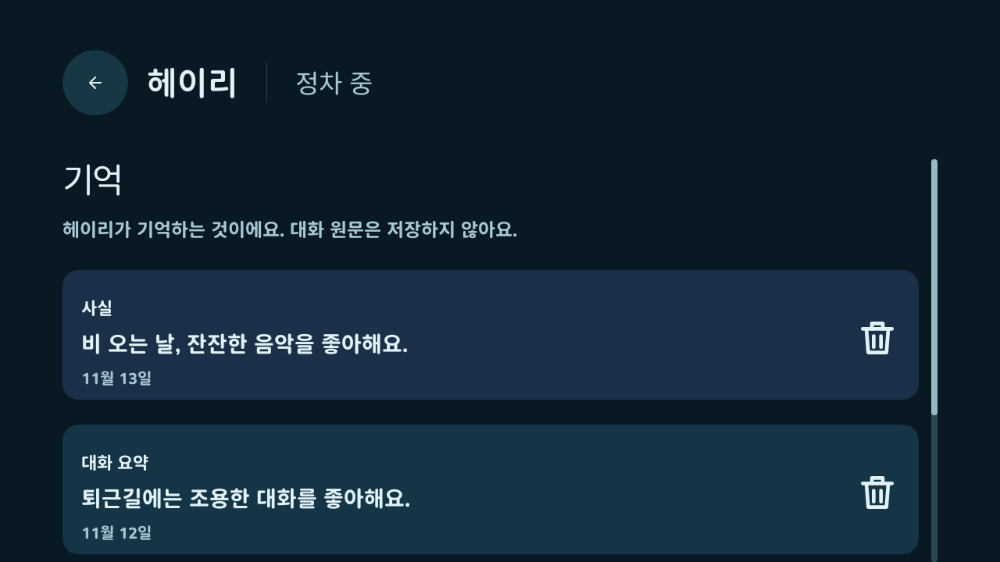 헤이리
정차 중
기억
헤이리가 기억하는 것이에요. 대화 원문은 저장하지 않아요.
사실
비 오는 날, 잔잔한 음악을 좋아해요.
11월 13일
대화 요약
퇴근길에는 조용한 대화를 좋아해요.
11월 12일